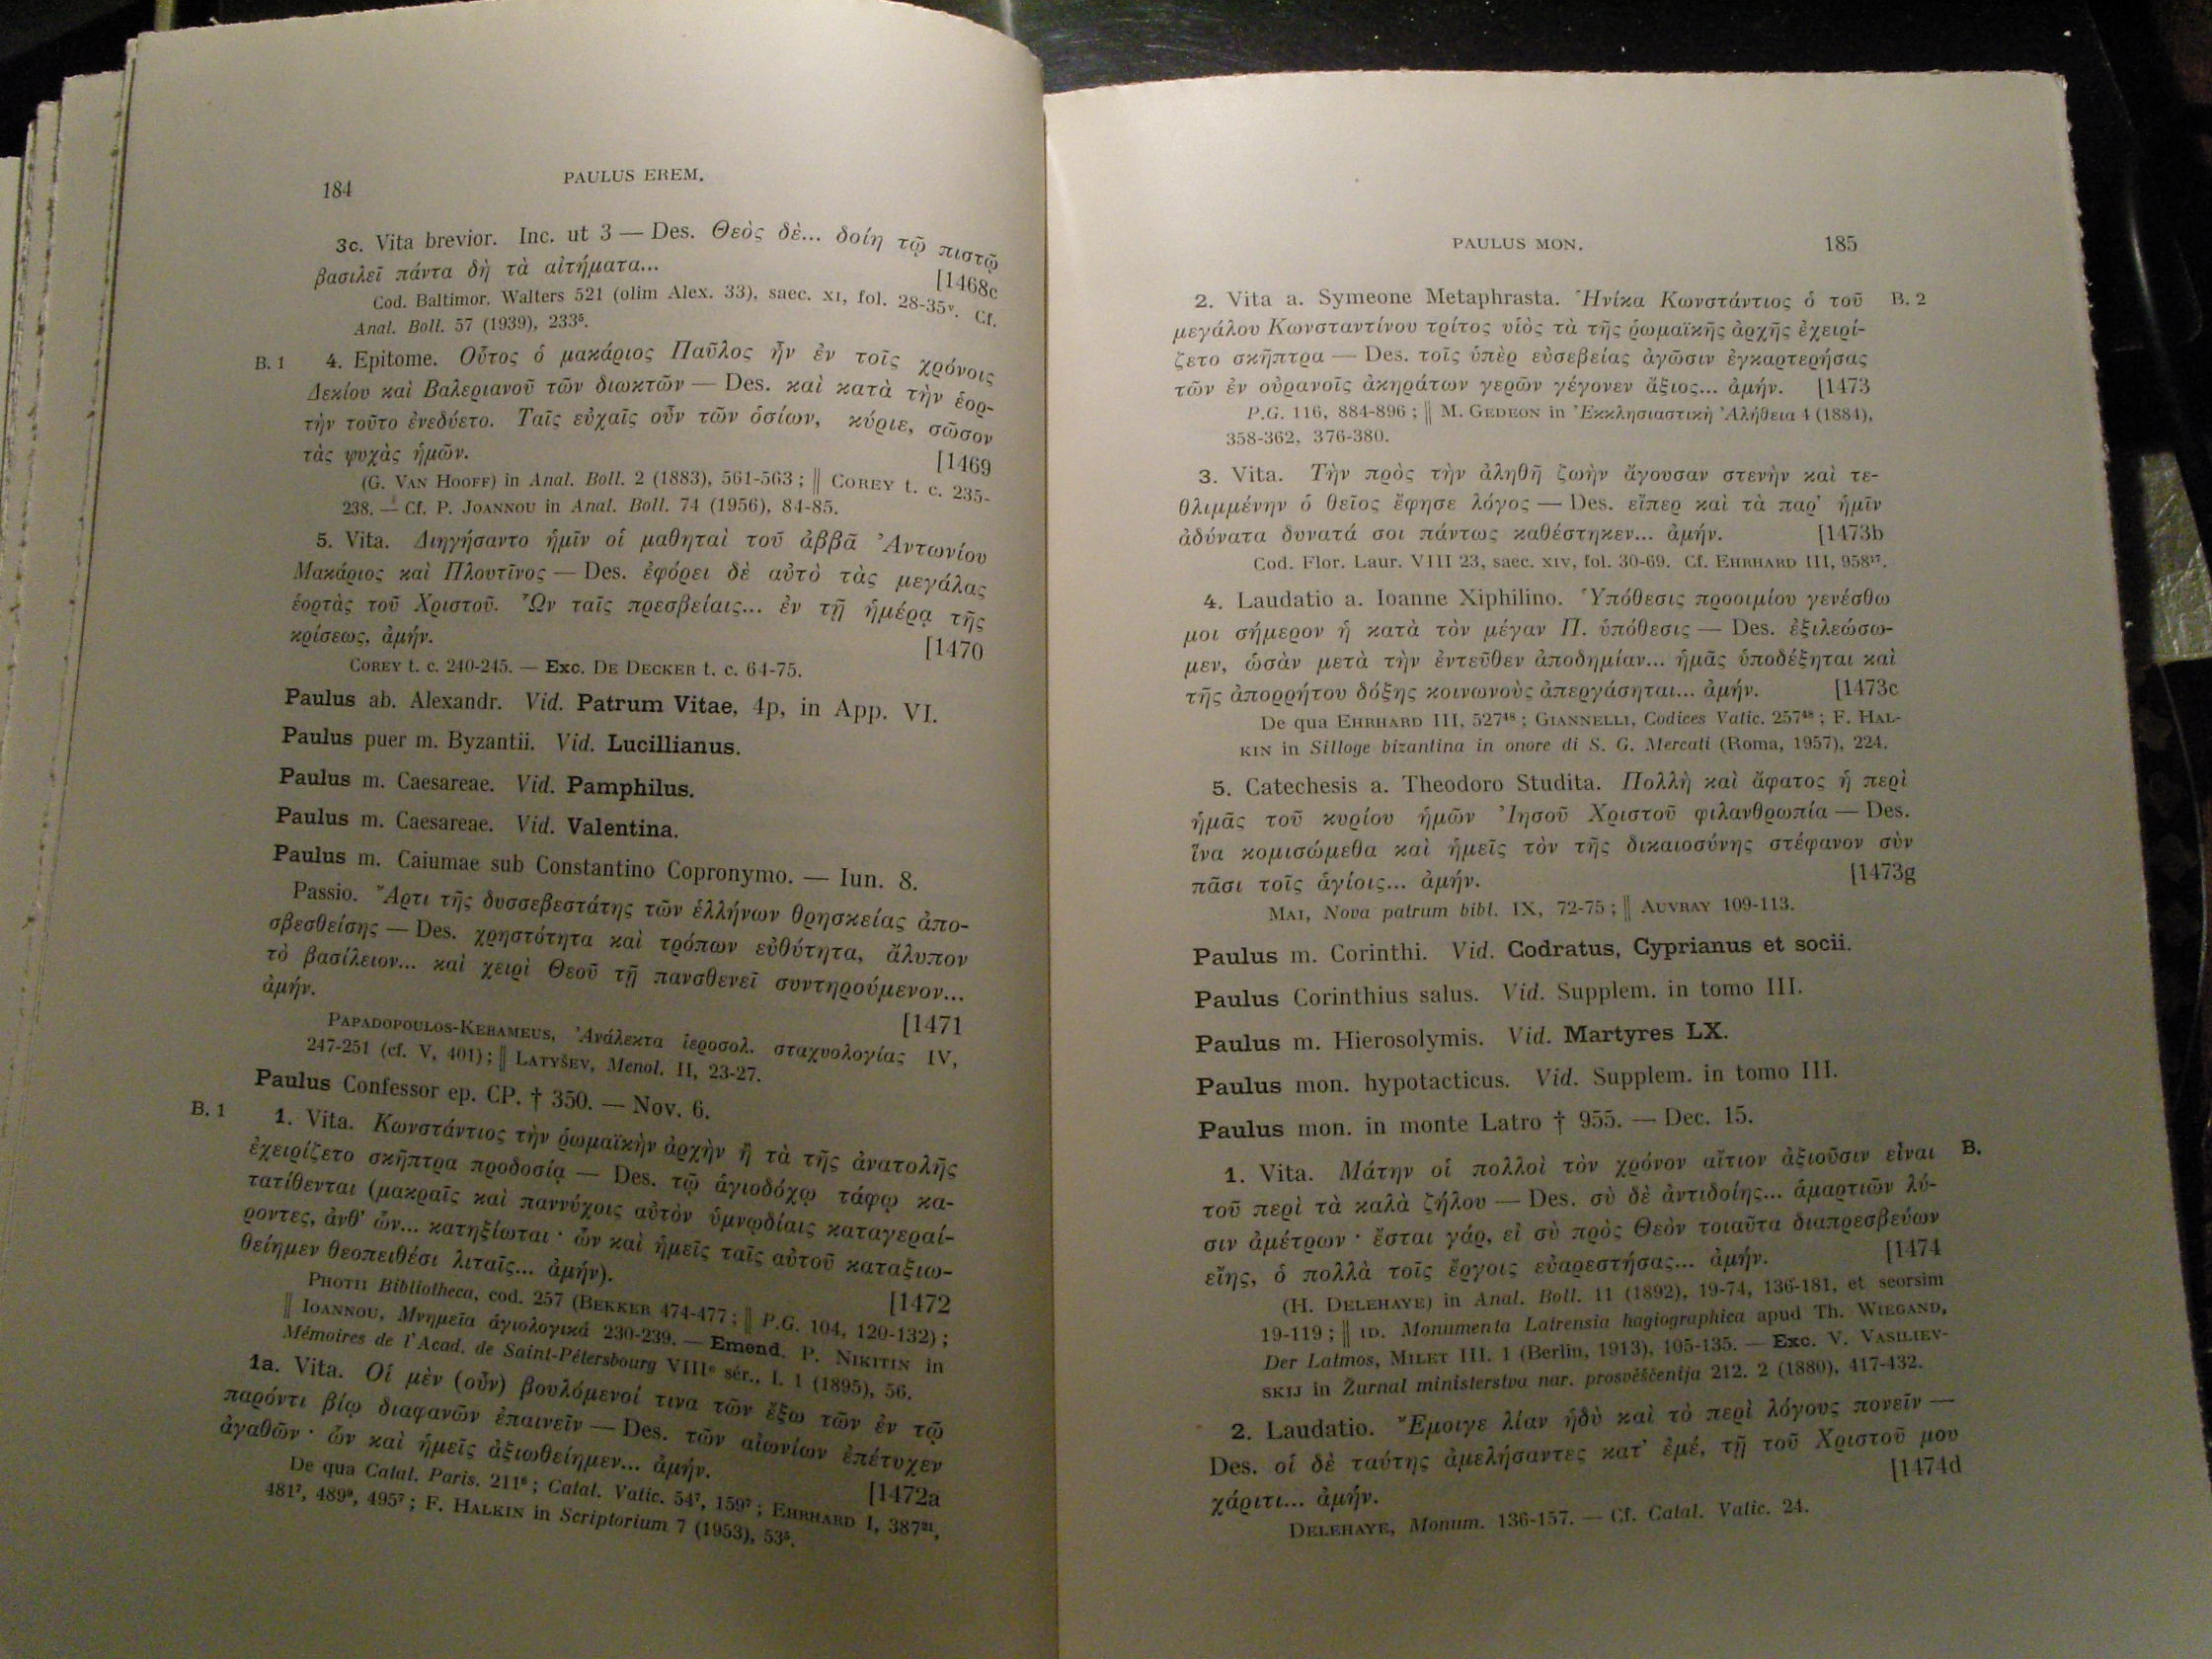 184
PAULUS EREM.
3c. Vita brevior. Inc. ut 3 — Des. Θεὸς δὲ... δοίη τῷ πιστῷ
βασιλεῖ πάντα δὴ τὰ αἰτήματα... [1468c
Cod. Baltimor. Walters 521 (olim Alex. 33), saec. XI, fol. 28-35ᵛ. Cf.
Anal. Boll. 57 (1939), 233⁵.
B. 1 4. Epitome. Οὗτος ὁ μακάριος Παῦλος ἦν ἐν τοῖς χρόνοις
Δεκίου καὶ Βαλεριανοῦ τῶν διωκτῶν — Des. καὶ κατὰ τὴν ἑορ-
τὴν τοῦτο ἐνεδύετο. Ταῖς εὐχαῖς οὖν τῶν ὁσίων, κύριε, σῶσον
τὰς ψυχὰς ἡμῶν. [1469
(G. VAN HOOFF) in Anal. Boll. 2 (1883), 561-563 ; || COREY t. c. 235-
238. — Cf. P. JOANNOU in Anal. Boll. 74 (1956), 84-85.
5. Vita. Διηγήσαντο ἡμῖν οἱ μαθηταὶ τοῦ ἀββᾶ Ἀντωνίου
Μακάριος καὶ Πλουτῖνος — Des. ἐφόρει δὲ αὐτὸ τὰς μεγάλας
ἑορτὰς τοῦ Χριστοῦ. Ὧν ταῖς πρεσβείαις... ἐν τῇ ἡμέρᾳ τῆς
κρίσεως, ἀμήν. [1470
COREY t. c. 240-245. — Exc. DE DECKER t. c. 64-75.
Paulus ab. Alexandr. Vid. Patrum Vitae, 4p, in App. VI.
Paulus puer m. Byzantii. Vid. Lucillianus.
Paulus m. Caesareae. Vid. Pamphilus.
Paulus m. Caesareae. Vid. Valentina.
Paulus m. Caiumae sub Constantino Copronymo. — Iun. 8.
Passio. Ἄρτι τῆς δυσσεβεστάτης τῶν ἑλλήνων θρησκείας ἀπο-
σβεσθείσης — Des. χρηστότητα καὶ τρόπων εὐθύτητα, ἄλυπον
τὸ βασίλειον... καὶ χειρὶ Θεοῦ τῇ πανσθενεῖ συντηρούμενον...
ἀμήν. [1471
PAPADOPOULOS-KERAMEUS, Ἀνάλεκτα ἱεροσολ. σταχυολογίας IV,
247-251 (cf. V, 401) ; || LATYŠEV, Menol. II, 23-27.
Paulus Confessor ep. CP. † 350. — Nov. 6.
B. 1 1. Vita. Κωνστάντιος τὴν ῥωμαϊκὴν ἀρχὴν ἢ τὰ τῆς ἀνατολῆς
ἐχειρίζετο σκῆπτρα προδοσίᾳ — Des. τῷ ἁγιοδόχῳ τάφῳ κα-
τατίθενται (μακραῖς καὶ παννύχοις αὐτὸν ὑμνῳδίαις καταγεραί-
ροντες, ἀνθ' ὧν... κατηξίωται · ὧν καὶ ἡμεῖς ταῖς αὐτοῦ καταξιω-
θείημεν θεοπειθέσι λιταῖς... ἀμήν). [1472
PHOTII Bibliotheca, cod. 257 (BEKKER 474-477 ; || P.G. 104, 120-132) ;
|| IOANNOU, Μνημεῖα ἁγιολογικά 230-239. — Emend. P. NIKITIN in
Mémoires de l'Acad. de Saint-Pétersbourg VIIIᵉ sér., I. 1 (1895), 56.
1a. Vita. Οἱ μὲν (οὖν) βουλόμενοί τινα τῶν ἔξω τῶν ἐν τῷ
παρόντι βίῳ διαφανῶν ἐπαινεῖν — Des. τῶν αἰωνίων ἐπέτυχεν
ἀγαθῶν · ὧν καὶ ἡμεῖς ἀξιωθείημεν... ἀμήν. [1472a
De qua Catal. Paris. 211⁶ ; Catal. Vatic. 54⁷, 159⁷ ; EHRHARD I, 387²¹,
481⁷, 489⁹, 495⁷ ; F. HALKIN in Scriptorium 7 (1953), 53⁵.
PAULUS MON.
185
2. Vita a. Symeone Metaphrasta. Ἡνίκα Κωνστάντιος ὁ τοῦ B. 2
μεγάλου Κωνσταντίνου τρίτος υἱὸς τὰ τῆς ῥωμαϊκῆς ἀρχῆς ἐχειρί-
ζετο σκῆπτρα — Des. τοῖς ὑπὲρ εὐσεβείας ἀγῶσιν ἐγκαρτερήσας
τῶν ἐν οὐρανοῖς ἀκηράτων γερῶν γέγονεν ἄξιος... ἀμήν. [1473
P.G. 116, 884-896 ; || M. GEDEON in Ἐκκλησιαστικὴ Ἀλήθεια 4 (1884),
358-362, 376-380.
3. Vita. Τὴν πρὸς τὴν ἀληθῆ ζωὴν ἄγουσαν στενὴν καὶ τε-
θλιμμένην ὁ θεῖος ἔφησε λόγος — Des. εἴπερ καὶ τὰ παρ' ἡμῖν
ἀδύνατα δυνατά σοι πάντως καθέστηκεν... ἀμήν. [1473b
Cod. Flor. Laur. VIII 23, saec. XIV, fol. 30-69. Cf. EHRHARD III, 958¹⁷.
4. Laudatio a. Ioanne Xiphilino. Ὑπόθεσις προοιμίου γενέσθω
μοι σήμερον ἡ κατὰ τὸν μέγαν Π. ὑπόθεσις — Des. ἐξιλεώσω-
μεν, ὡσὰν μετὰ τὴν ἐντεῦθεν ἀποδημίαν... ἡμᾶς ὑποδέξηται καὶ
τῆς ἀπορρήτου δόξης κοινωνοὺς ἀπεργάσηται... ἀμήν. [1473c
De qua EHRHARD III, 527⁴⁸ ; GIANNELLI, Codices Vatic. 257⁴⁸ ; F. HAL-
KIN in Silloge bizantina in onore di S. G. Mercati (Roma, 1957), 224.
5. Catechesis a. Theodoro Studita. Πολλὴ καὶ ἄφατος ἡ περὶ
ἡμᾶς τοῦ κυρίου ἡμῶν Ἰησοῦ Χριστοῦ φιλανθρωπία — Des.
ἵνα κομισώμεθα καὶ ἡμεῖς τὸν τῆς δικαιοσύνης στέφανον σὺν
πᾶσι τοῖς ἁγίοις... ἀμήν. [1473g
MAI, Nova patrum bibl. IX, 72-75 ; || AUVRAY 109-113.
Paulus m. Corinthi. Vid. Codratus, Cyprianus et socii.
Paulus Corinthius salus. Vid. Supplem. in tomo III.
Paulus m. Hierosolymis. Vid. Martyres LX.
Paulus mon. hypotacticus. Vid. Supplem. in tomo III.
Paulus mon. in monte Latro † 955. — Dec. 15.
1. Vita. Μάτην οἱ πολλοὶ τὸν χρόνον αἴτιον ἀξιοῦσιν εἶναι B.
τοῦ περὶ τὰ καλὰ ζήλου — Des. σὺ δὲ ἀντιδοίης... ἁμαρτιῶν λύ-
σιν ἀμέτρων · ἔσται γάρ, εἰ σὺ πρὸς Θεὸν τοιαῦτα διαπρεσβεύων
εἴης, ὁ πολλὰ τοῖς ἔργοις εὐαρεστήσας... ἀμήν. [1474
(H. DELEHAYE) in Anal. Boll. 11 (1892), 19-74, 136-181, et seorsim
19-119 ; || ID. Monumenta Latrensia hagiographica apud Th. WIEGAND,
Der Latmos, MILET III. 1 (Berlin, 1913), 105-135. — Exc. V. VASILIEV-
SKIJ in Žurnal ministerstva nar. prosvěščenija 212. 2 (1880), 417-432.
2. Laudatio. Ἔμοιγε λίαν ἡδὺ καὶ τὸ περὶ λόγους πονεῖν —
Des. οἱ δὲ ταύτης ἀμελήσαντες κατ' ἐμέ, τῇ τοῦ Χριστοῦ μου
χάριτι... ἀμήν. [1474d
DELEHAYE, Monum. 136-157. — Cf. Catal. Vatic. 24.